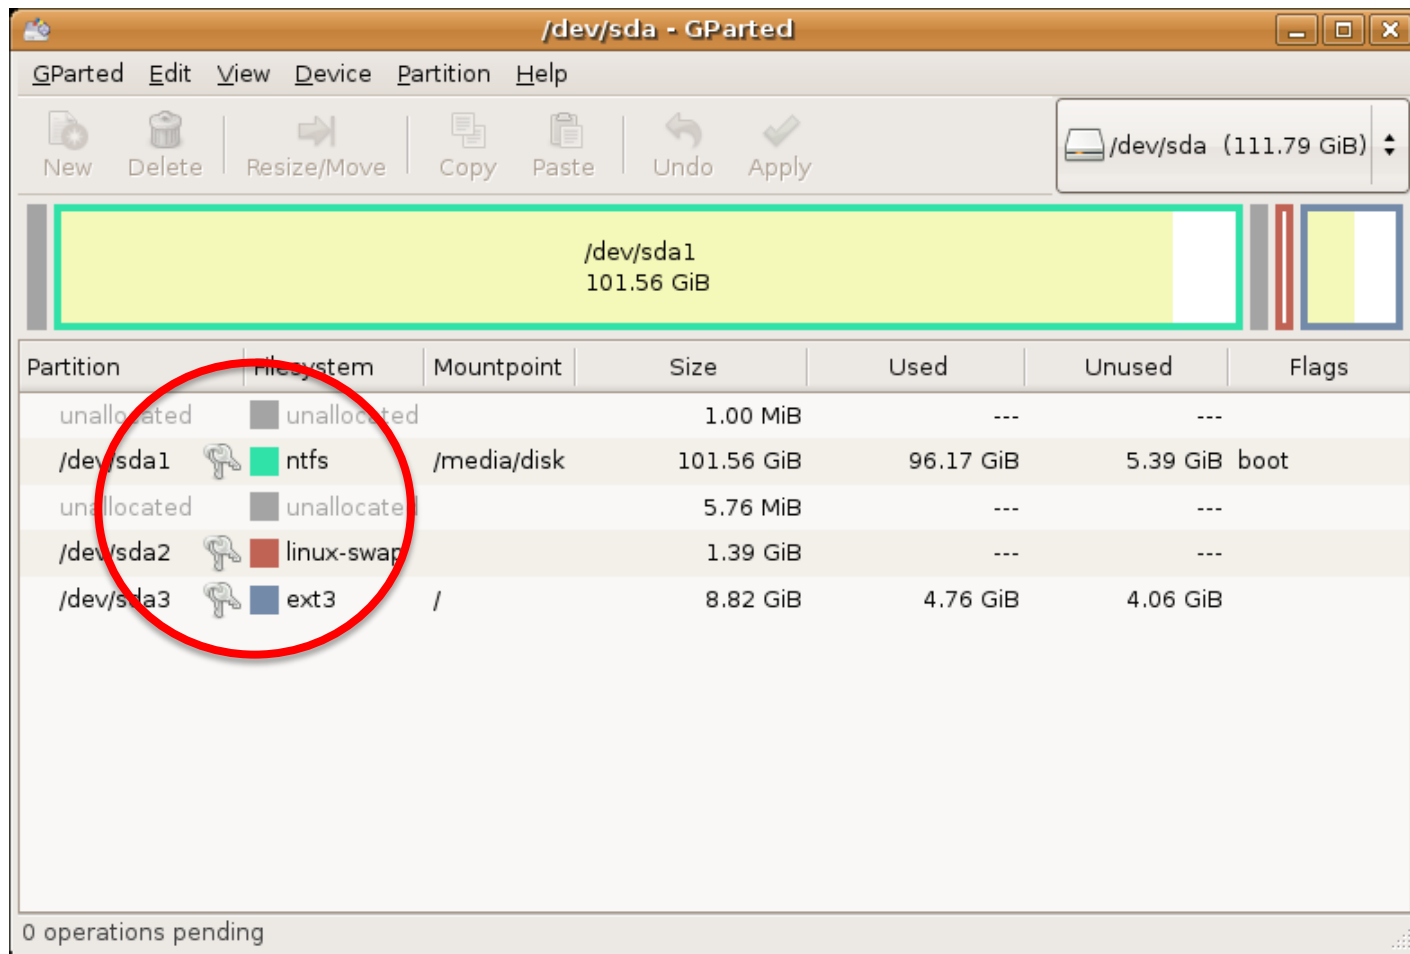 /dev/sda - GParted
GParted Edit View Device Partition Help
New Delete Resize/Move Copy Paste Undo Apply /dev/sda (111.79 GiB)
/dev/sda1
101.56 GiB
Partition Filesystem Mountpoint Size Used Unused Flags
unallocated unallocated 1.00 MiB --- ---
/dev/sda1 ntfs /media/disk 101.56 GiB 96.17 GiB 5.39 GiB boot
unallocated unallocated 5.76 MiB --- ---
/dev/sda2 linux-swap 1.39 GiB --- ---
/dev/sda3 ext3 / 8.82 GiB 4.76 GiB 4.06 GiB
0 operations pending